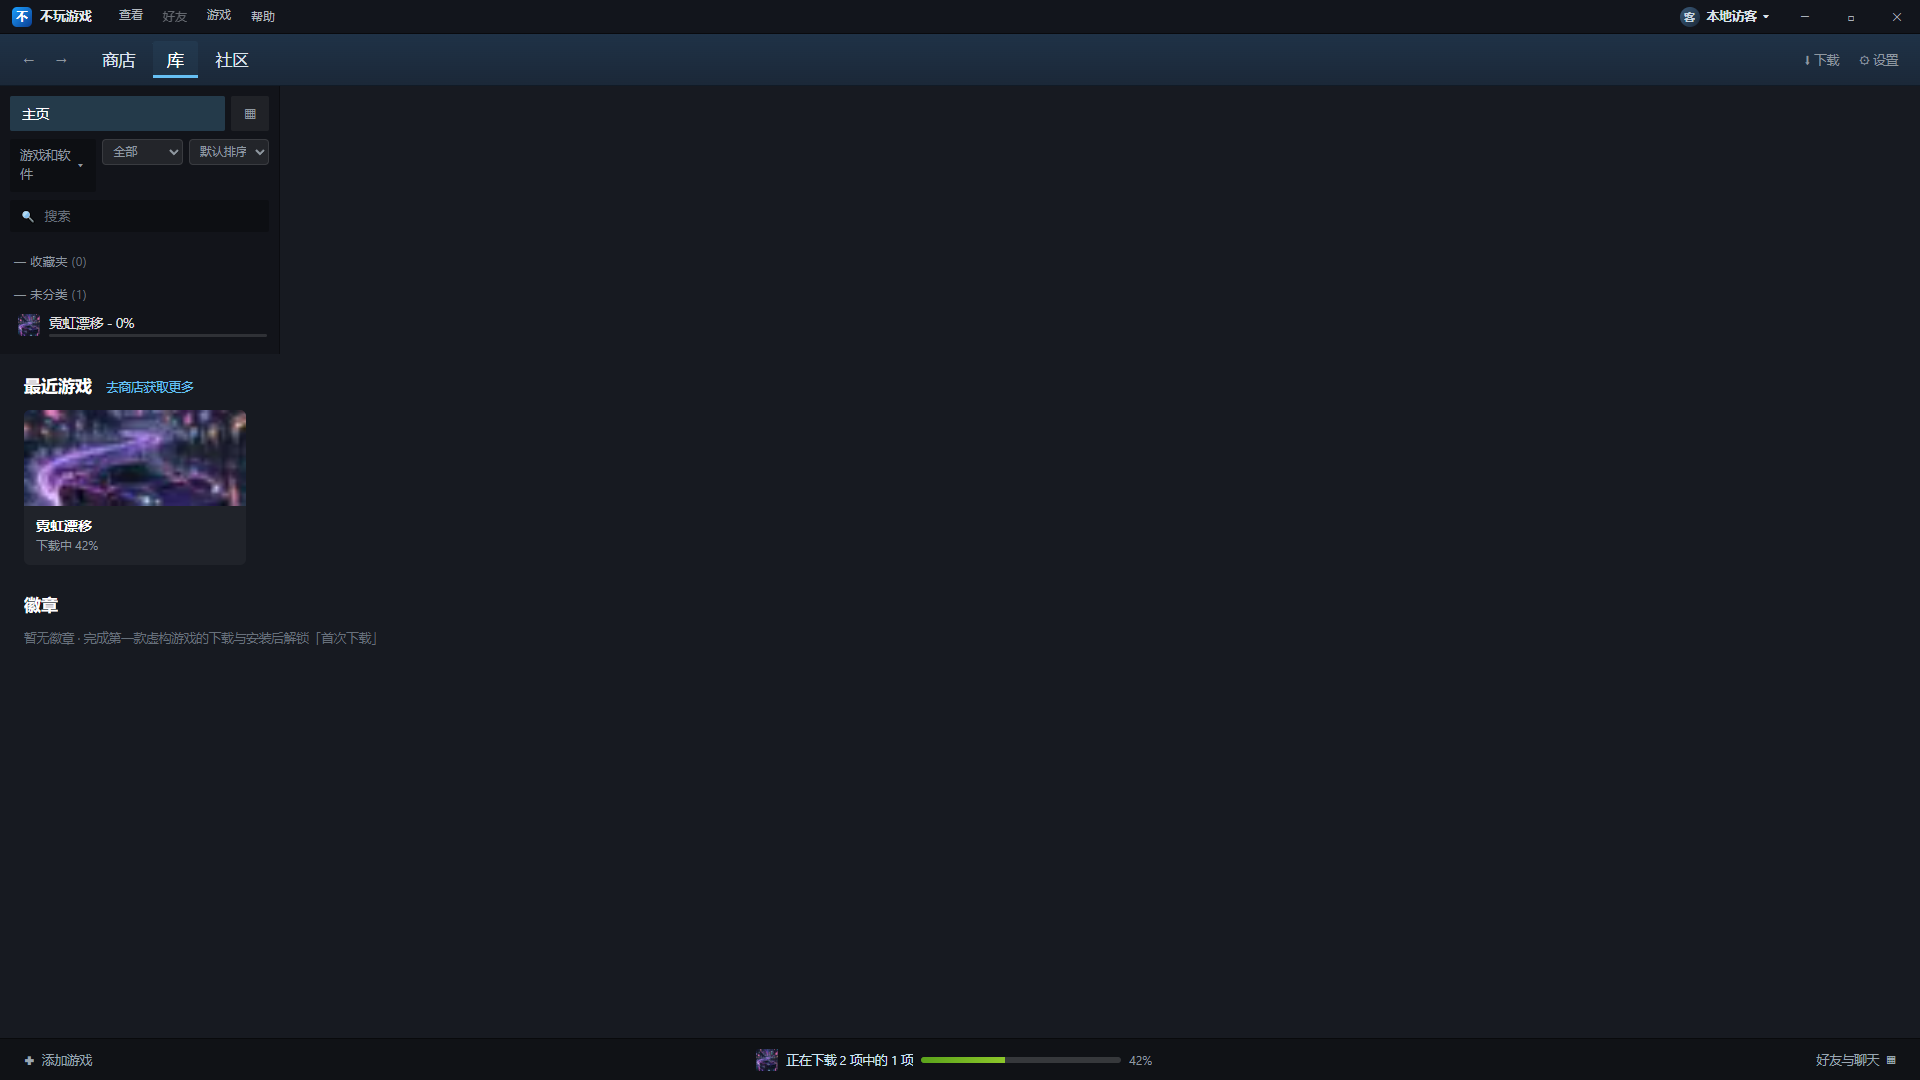 不 不玩游戏 查看 好友 游戏 帮助
客 本地访客
← → 商店 库 社区
下载 设置
主页
游戏和软件
全部
默认排序
搜索
— 收藏夹 (0)
— 未分类 (1)
霓虹漂移 - 0%
最近游戏 去商店获取更多
霓虹漂移
下载中 42%
徽章
暂无徽章 · 完成第一款虚构游戏的下载与安装后解锁「首次下载」
添加游戏
正在下载 2 项中的 1 项 42%
好友与聊天